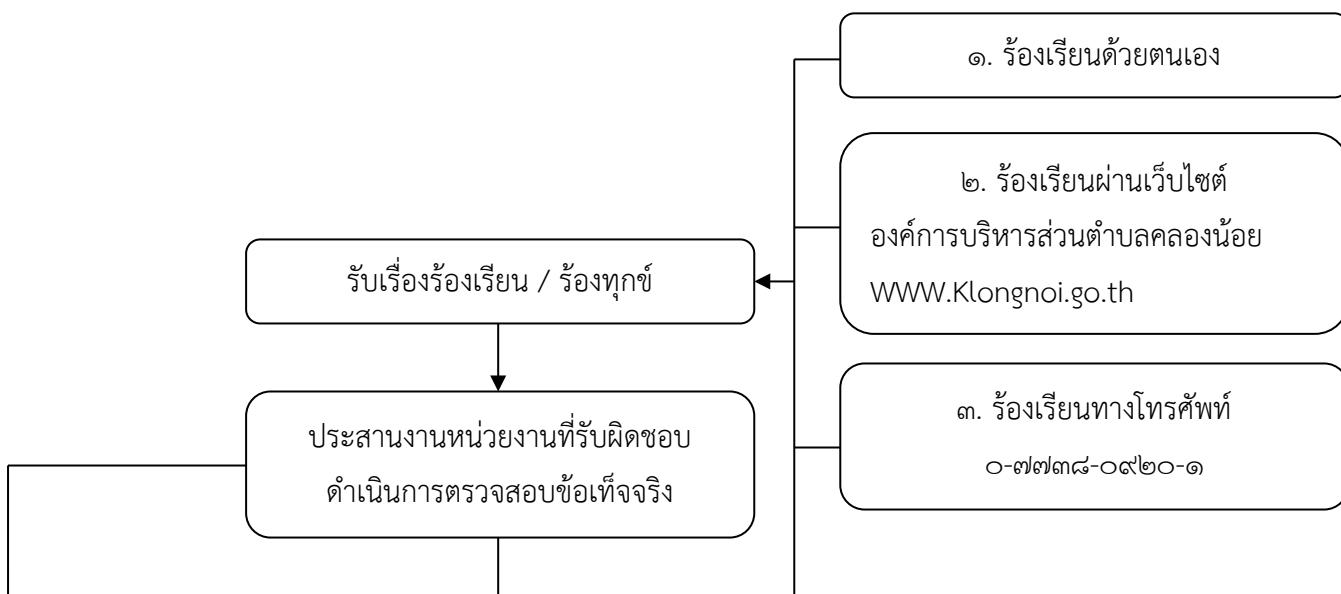 ๑. ร้องเรียนด้วยตนเอง
๒. ร้องเรียนผ่านเว็บไซต์
องค์การบริหารส่วนตำบลคลองน้อย
WWW.Klongnoi.go.th
รับเรื่องร้องเรียน / ร้องทุกข์
๓. ร้องเรียนทางโทรศัพท์
๐-๗๗๓๘-๐๙๒๐-๑
ประสานงานหน่วยงานที่รับผิดชอบ
ดำเนินการตรวจสอบข้อเท็จจริง